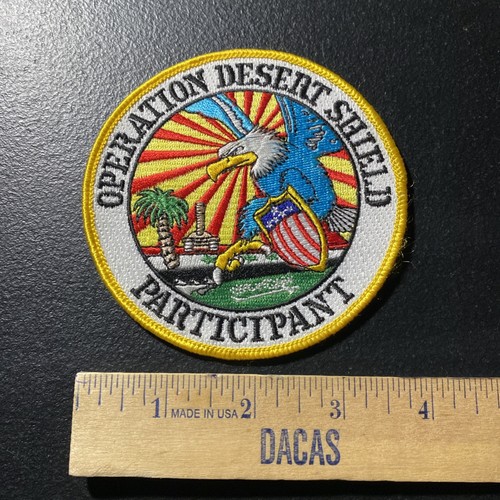 OPERATION DESERT SHIELD
PARTICIPANT
1 MADE IN USA 2 3 4
DACAS